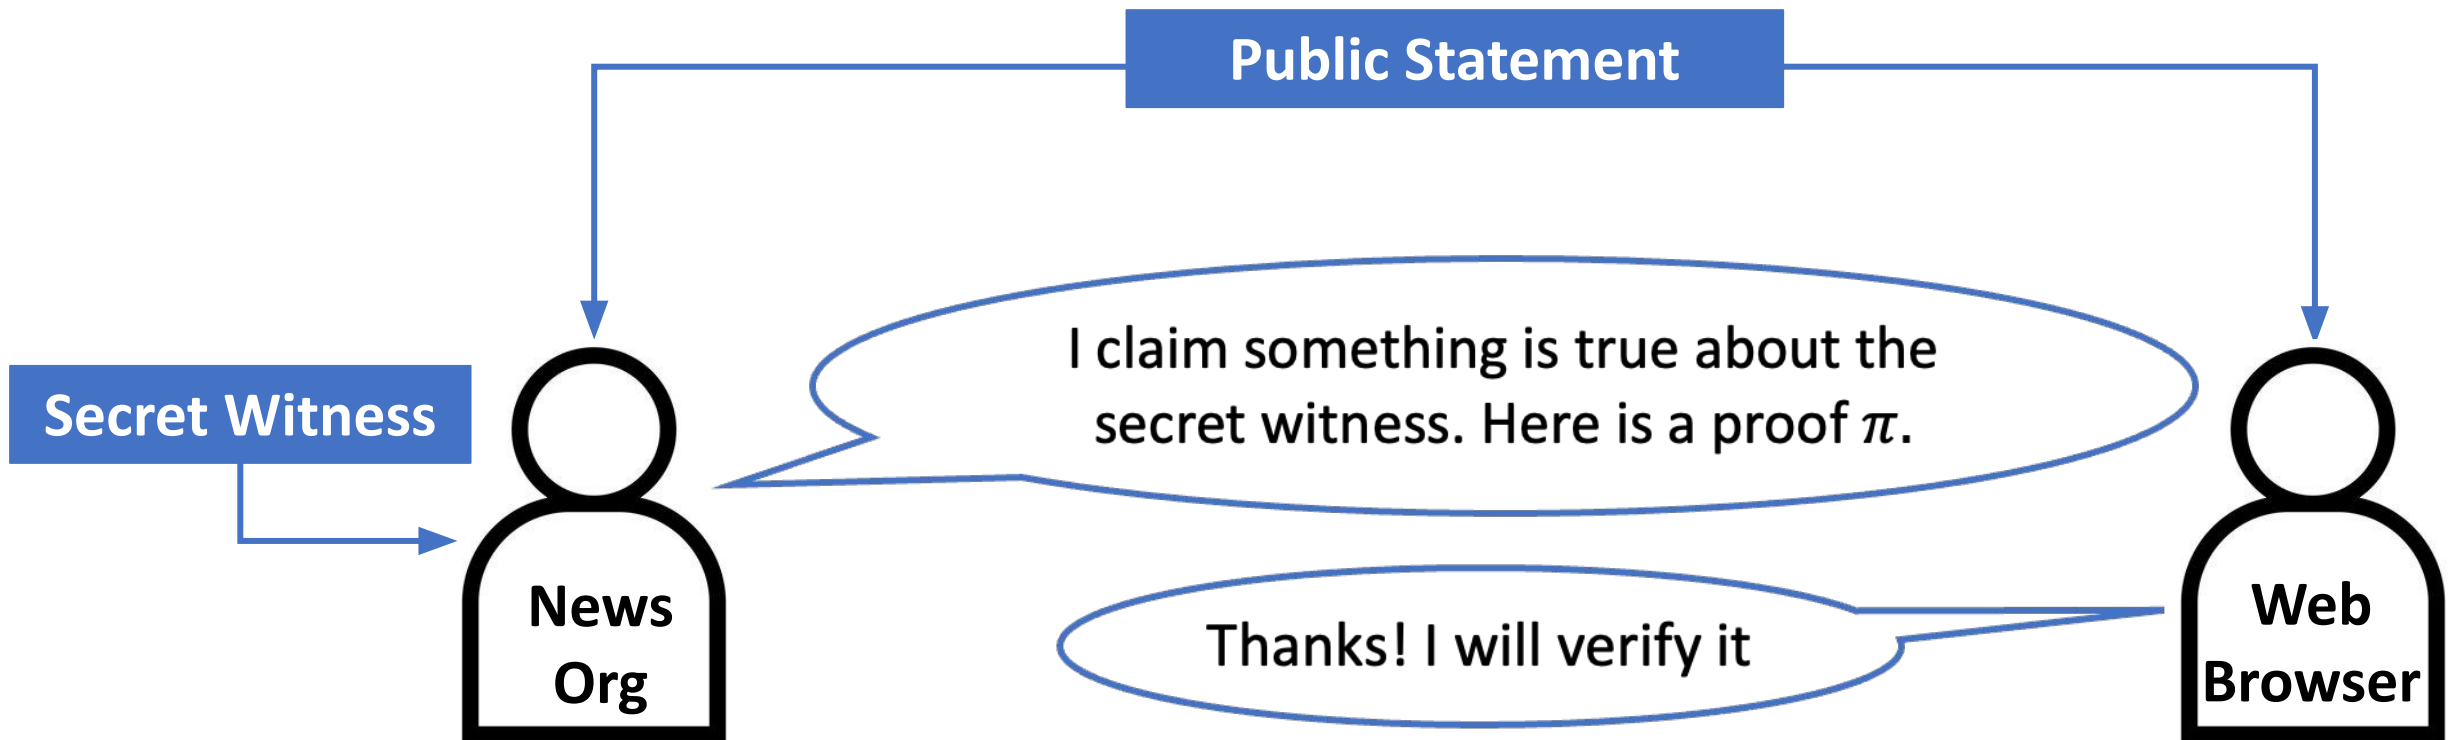 Public Statement
I claim something is true about the
secret witness. Here is a proof π.
Secret Witness
News
Org
Thanks! I will verify it
Web
Browser